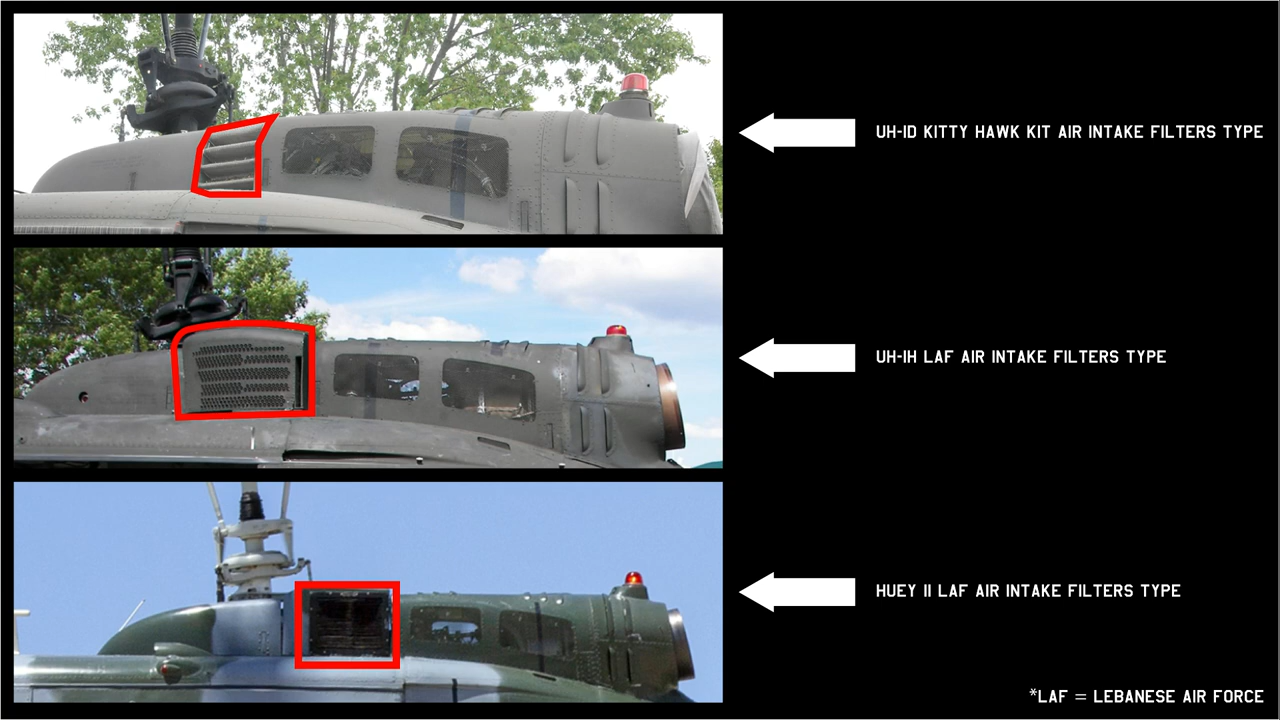 UH-1D KITTY HAWK KIT AIR INTAKE FILTERS TYPE
UH-1H LAF AIR INTAKE FILTERS TYPE
HUEY II LAF AIR INTAKE FILTERS TYPE
*LAF = LEBANESE AIR FORCE